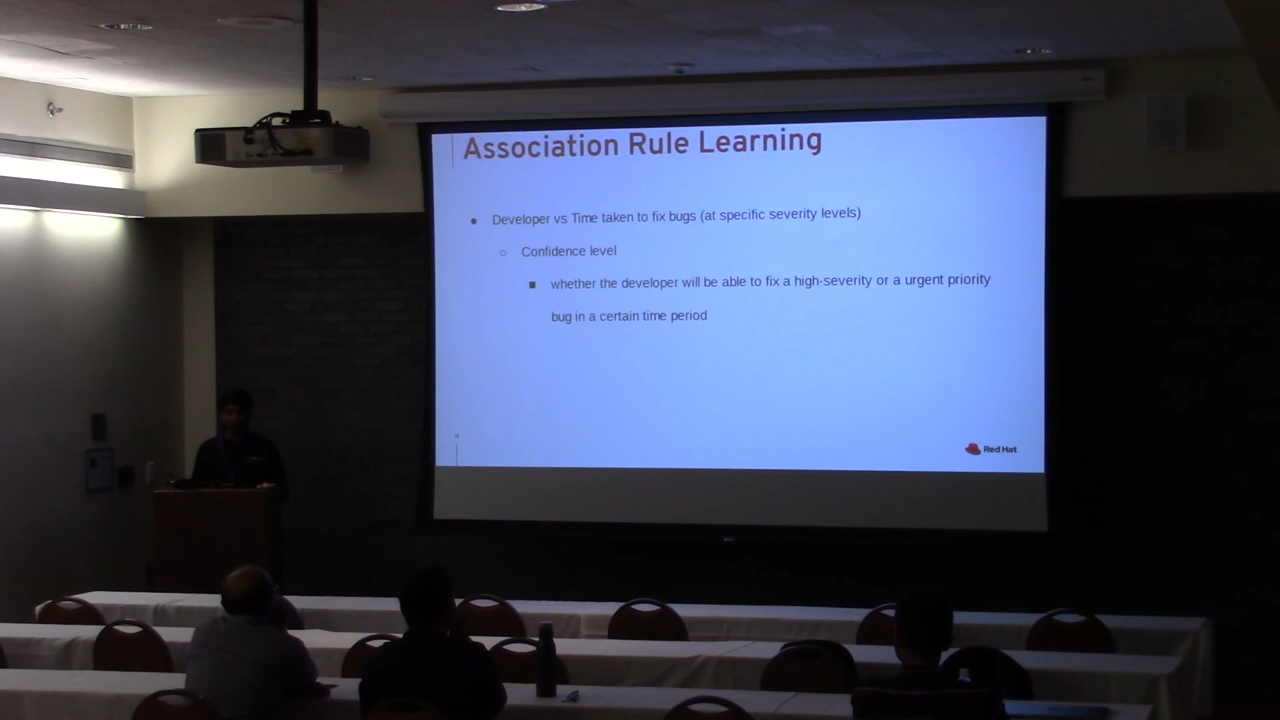 Association Rule Learning
Developer vs Time taken to fix bugs (at specific severity levels)
Confidence level
whether the developer will be able to fix a high-severity or a urgent priority
bug in a certain time period
Red Hat